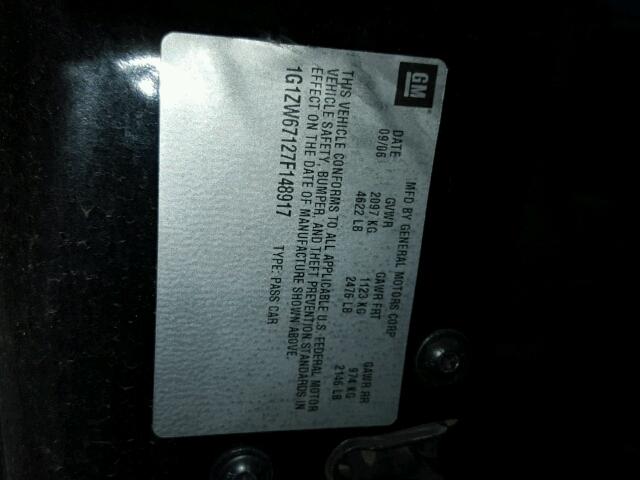 GM
MFD BY GENERAL MOTORS CORP
DATE GVWR GAWR FRT GAWR RR
09/06 2097 KG 1123 KG 974 KG
4622 LB 2476 LB 2146 LB
THIS VEHICLE CONFORMS TO ALL APPLICABLE U.S. FEDERAL MOTOR
VEHICLE SAFETY, BUMPER, AND THEFT PREVENTION STANDARDS IN
EFFECT ON THE DATE OF MANUFACTURE SHOWN ABOVE.
1G1ZW67127F148917 TYPE: PASS CAR